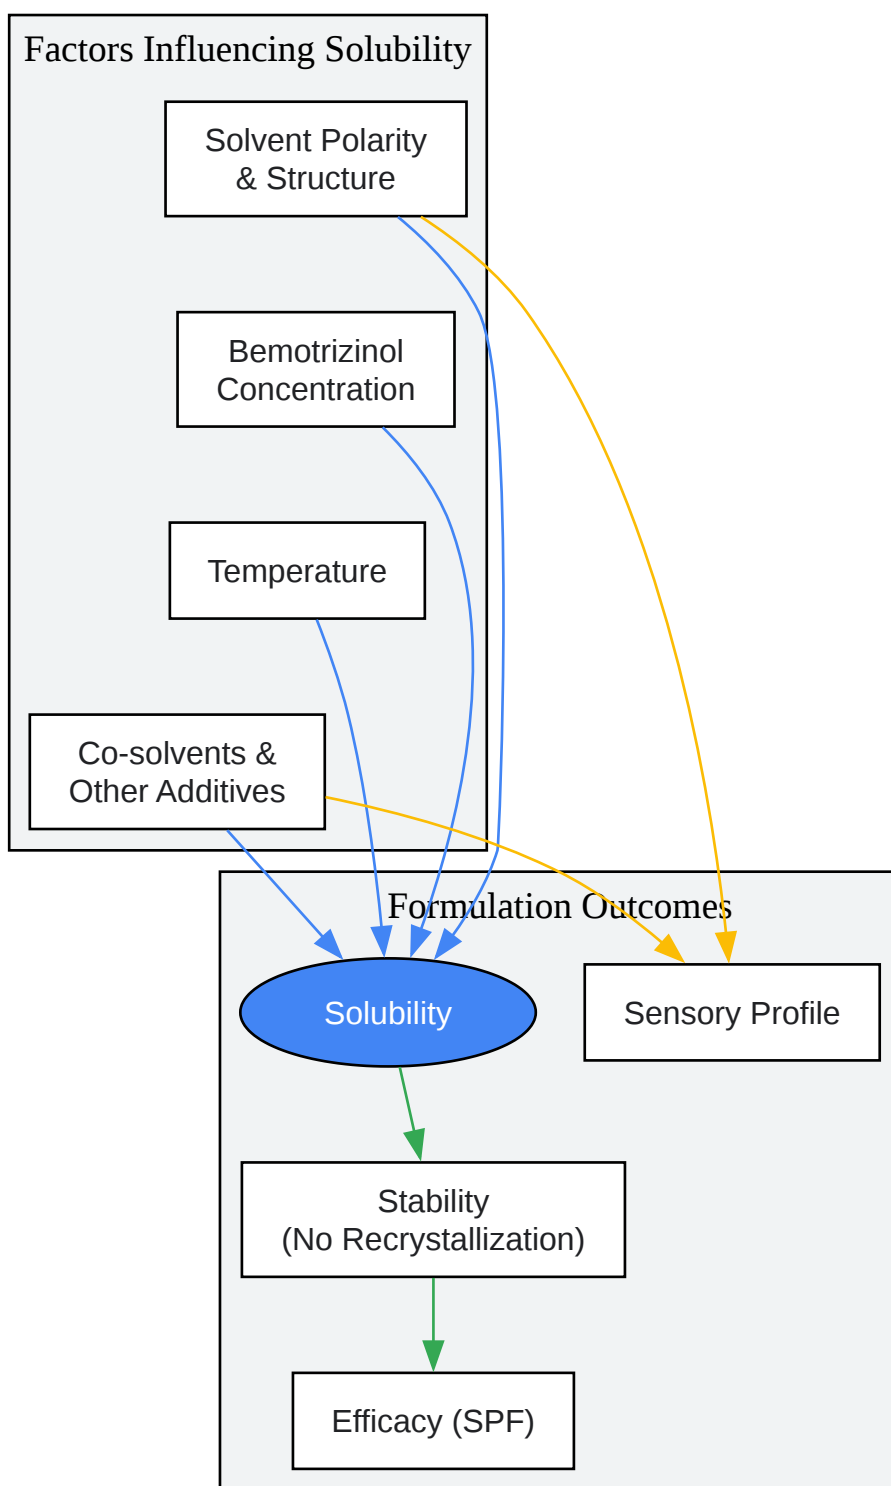 Factors Influencing Solubility
Solvent Polarity
& Structure
Bemotrizinol
Concentration
Temperature
Co-solvents &
Other Additives
Formulation Outcomes
Solubility
Sensory Profile
Stability
(No Recrystallization)
Efficacy (SPF)